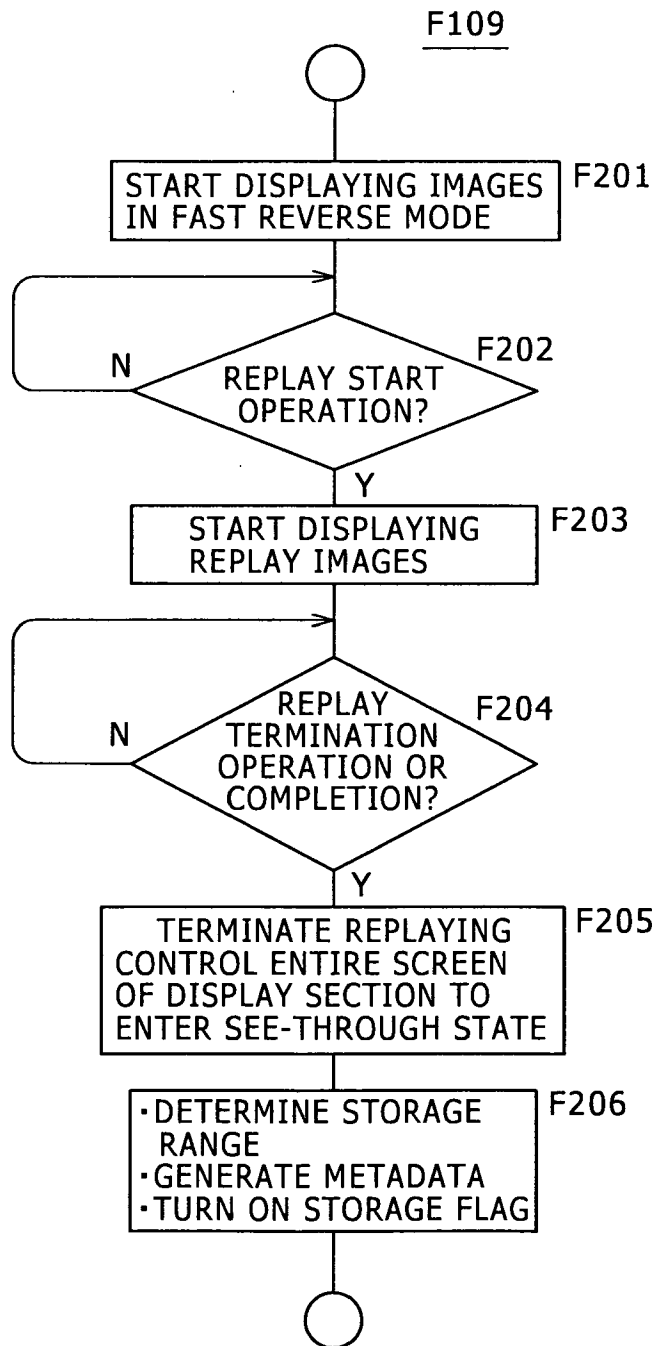 F109
START DISPLAYING IMAGES
IN FAST REVERSE MODE
F201
F202
N
REPLAY START
OPERATION?
Y
START DISPLAYING
REPLAY IMAGES
F203
REPLAY
TERMINATION
OPERATION OR
COMPLETION?
F204
N
Y
TERMINATE REPLAYING
CONTROL ENTIRE SCREEN
OF DISPLAY SECTION TO
ENTER SEE-THROUGH STATE
F205
・DETERMINE STORAGE
RANGE
・GENERATE METADATA
・TURN ON STORAGE FLAG
F206